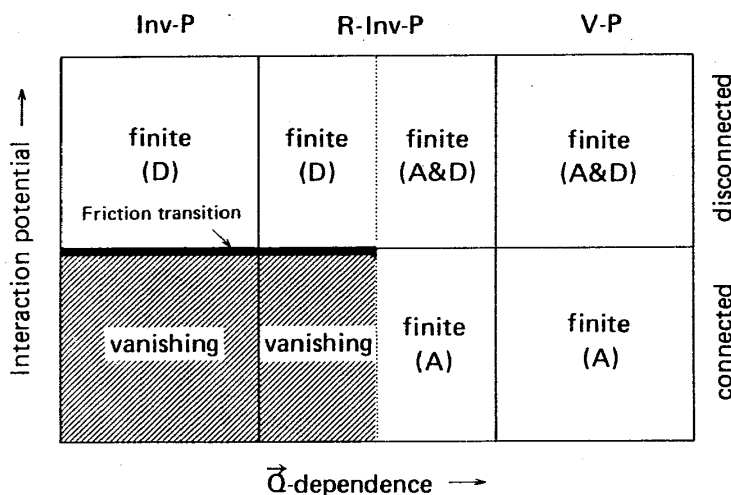 Inv-P R-Inv-P V-P
Interaction potential →
finite (D)
finite (D)
finite (A&D)
finite (A&D)
disconnected
Friction transition
vanishing
vanishing
finite (A)
finite (A)
connected
Q⃗-dependence →